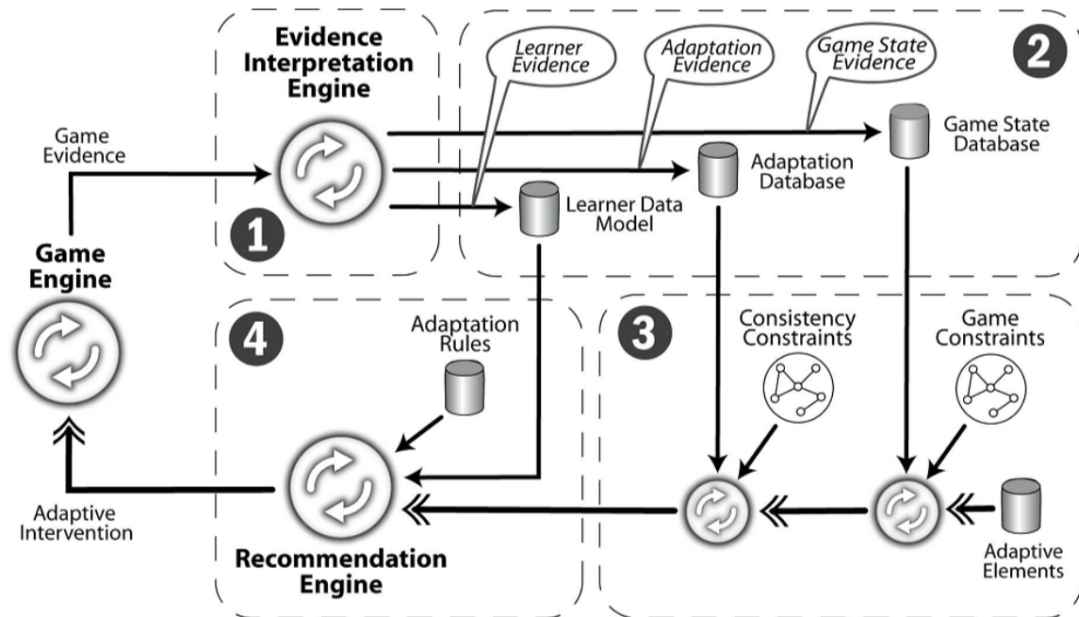 Evidence
Interpretation
Engine
Learner
Evidence
Adaptation
Evidence
Game State
Evidence
2
Game
Evidence
Game State
Database
Adaptation
Database
Learner Data
Model
1
Game
Engine
4
Adaptation
Rules
3
Consistency
Constraints
Game
Constraints
Adaptive
Intervention
Recommendation
Engine
Adaptive
Elements